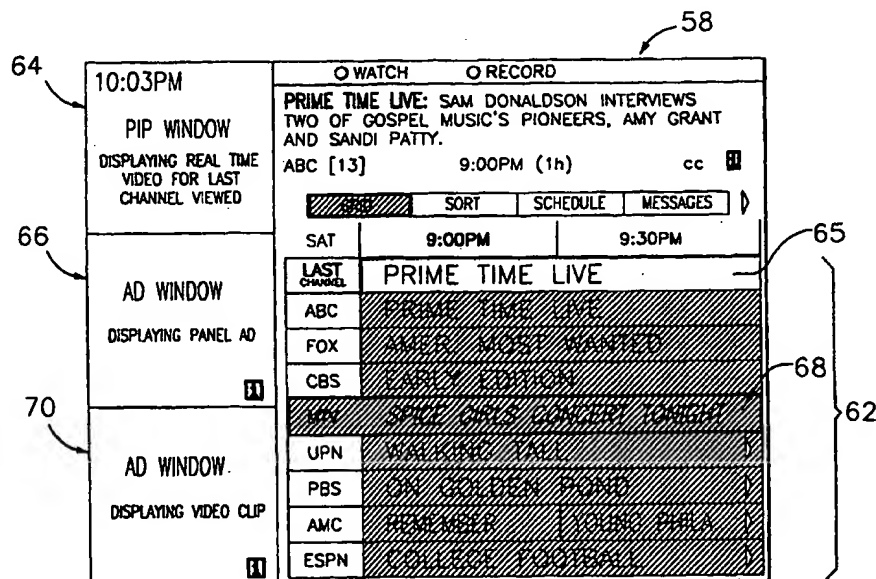 58
64
10:03PM
PIP WINDOW
DISPLAYING REAL TIME
VIDEO FOR LAST
CHANNEL VIEWED
66
AD WINDOW
DISPLAYING PANEL AD
70
AD WINDOW.
DISPLAYING VIDEO CLIP
WATCH RECORD
PRIME TIME LIVE: SAM DONALDSON INTERVIEWS
TWO OF GOSPEL MUSIC'S PIONEERS, AMY GRANT
AND SANDI PATTY.
ABC [13] 9:00PM (1h) cc
GRID SORT SCHEDULE MESSAGES
SAT 9:00PM 9:30PM
LAST
CHANNEL
PRIME TIME LIVE
65
ABC PRIME TIME LIVE
FOX AMER. MOST WANTED
CBS EARLY EDITION
68
SPICE GIRLS CONCERT TONIGHT
62
UPN WALKING TALL
PBS ON GOLDEN POND
AMC REMEMBER YOUNG PHILA.
ESPN COLLEGE FOOTBALL